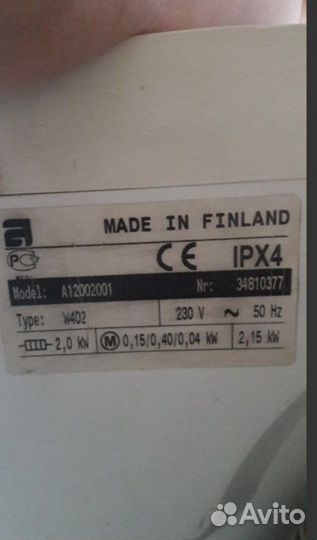 MADE IN FINLAND
CE IPX4
Model: A12002001 Nr: 34810377
Type: W402 230 V ~ 50 Hz
2,0 kW M 0,15/0,40/0,04 kW 2,15 kW
Avito